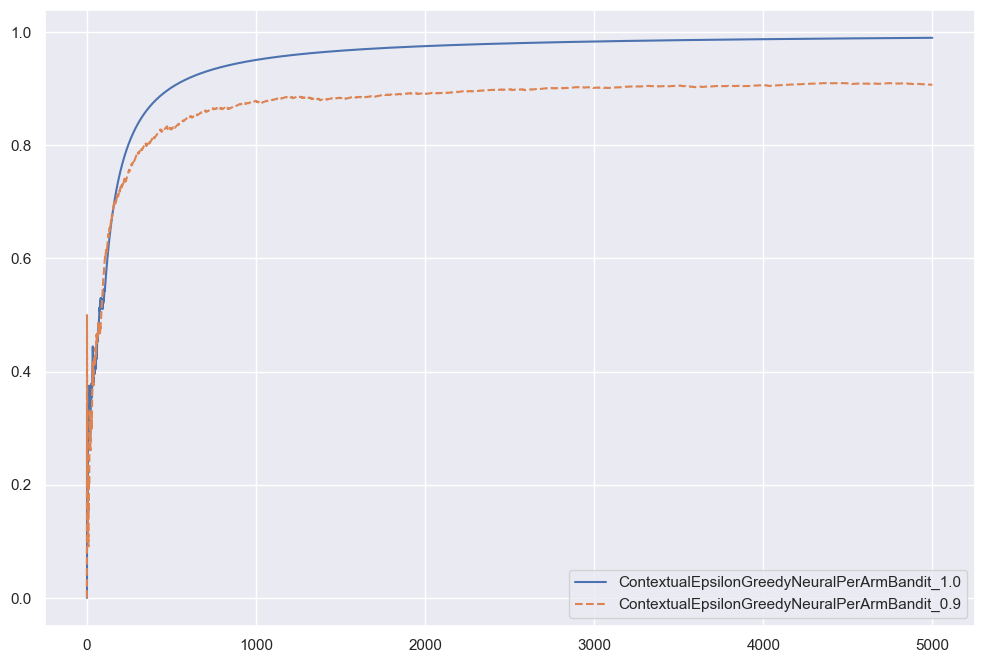 1.0
0.8
0.6
0.4
0.2
0.0
0 1000 2000 3000 4000 5000
ContextualEpsilonGreedyNeuralPerArmBandit_1.0
ContextualEpsilonGreedyNeuralPerArmBandit_0.9